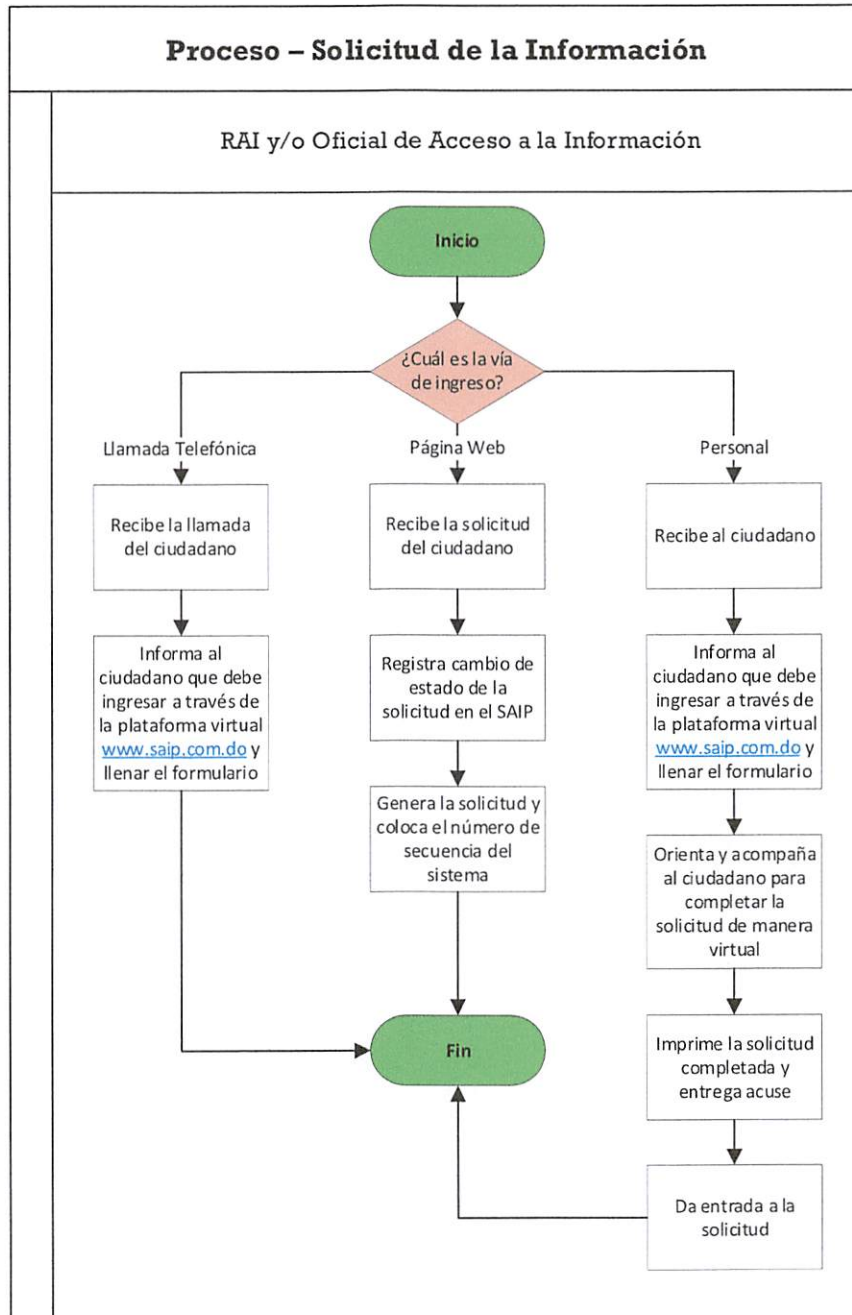 Proceso – Solicitud de la Información
RAI y/o Oficial de Acceso a la Información
Inicio
¿Cuál es la vía
de ingreso?
Llamada Telefónica
Página Web
Personal
Recibe la llamada
del ciudadano
Recibe la solicitud
del ciudadano
Recibe al ciudadano
Informa al
ciudadano que debe
ingresar a través de
la plataforma virtual
www.saip.com.do y
llenar el formulario
Registra cambio de
estado de la
solicitud en el SAIP
Informa al
ciudadano que debe
ingresar a través de
la plataforma virtual
www.saip.com.do y
llenar el formulario
Genera la solicitud y
coloca el número de
secuencia del
sistema
Orienta y acompaña
al ciudadano para
completar la
solicitud de manera
virtual
Fin
Imprime la solicitud
completada y
entrega acuse
Da entrada a la
solicitud